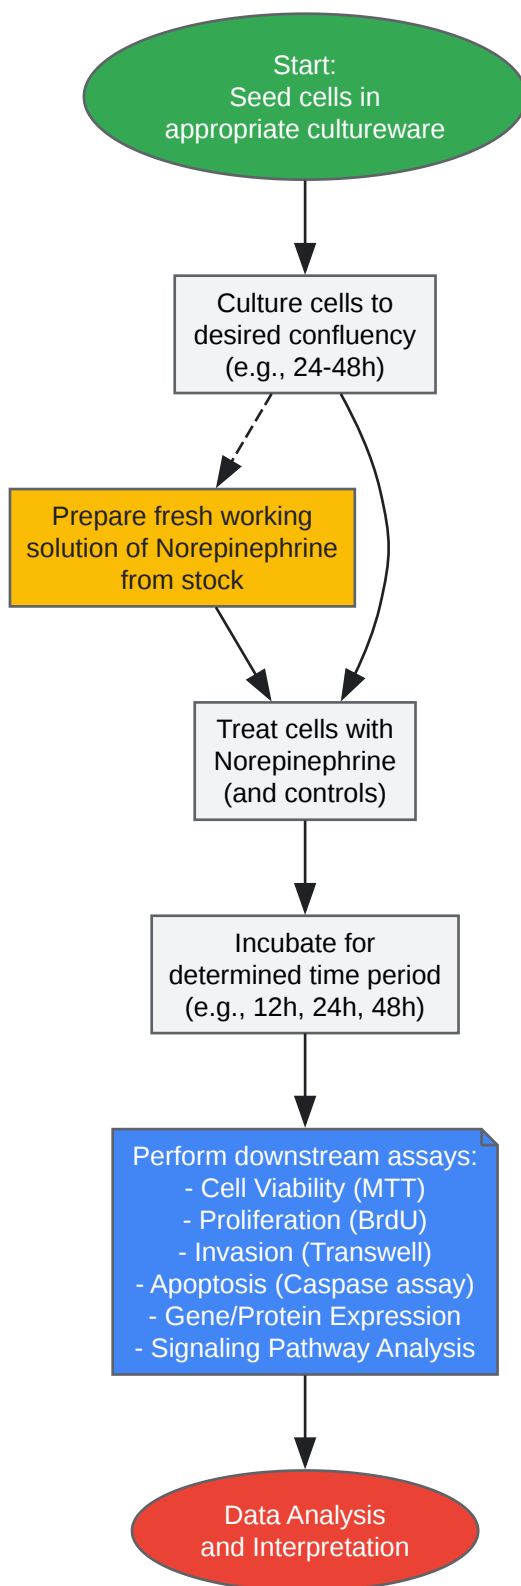 Start:
Seed cells in
appropriate cultureware
Culture cells to
desired confluency
(e.g., 24-48h)
Prepare fresh working
solution of Norepinephrine
from stock
Treat cells with
Norepinephrine
(and controls)
Incubate for
determined time period
(e.g., 12h, 24h, 48h)
Perform downstream assays:
- Cell Viability (MTT)
- Proliferation (BrdU)
- Invasion (Transwell)
- Apoptosis (Caspase assay)
- Gene/Protein Expression
- Signaling Pathway Analysis
Data Analysis
and Interpretation